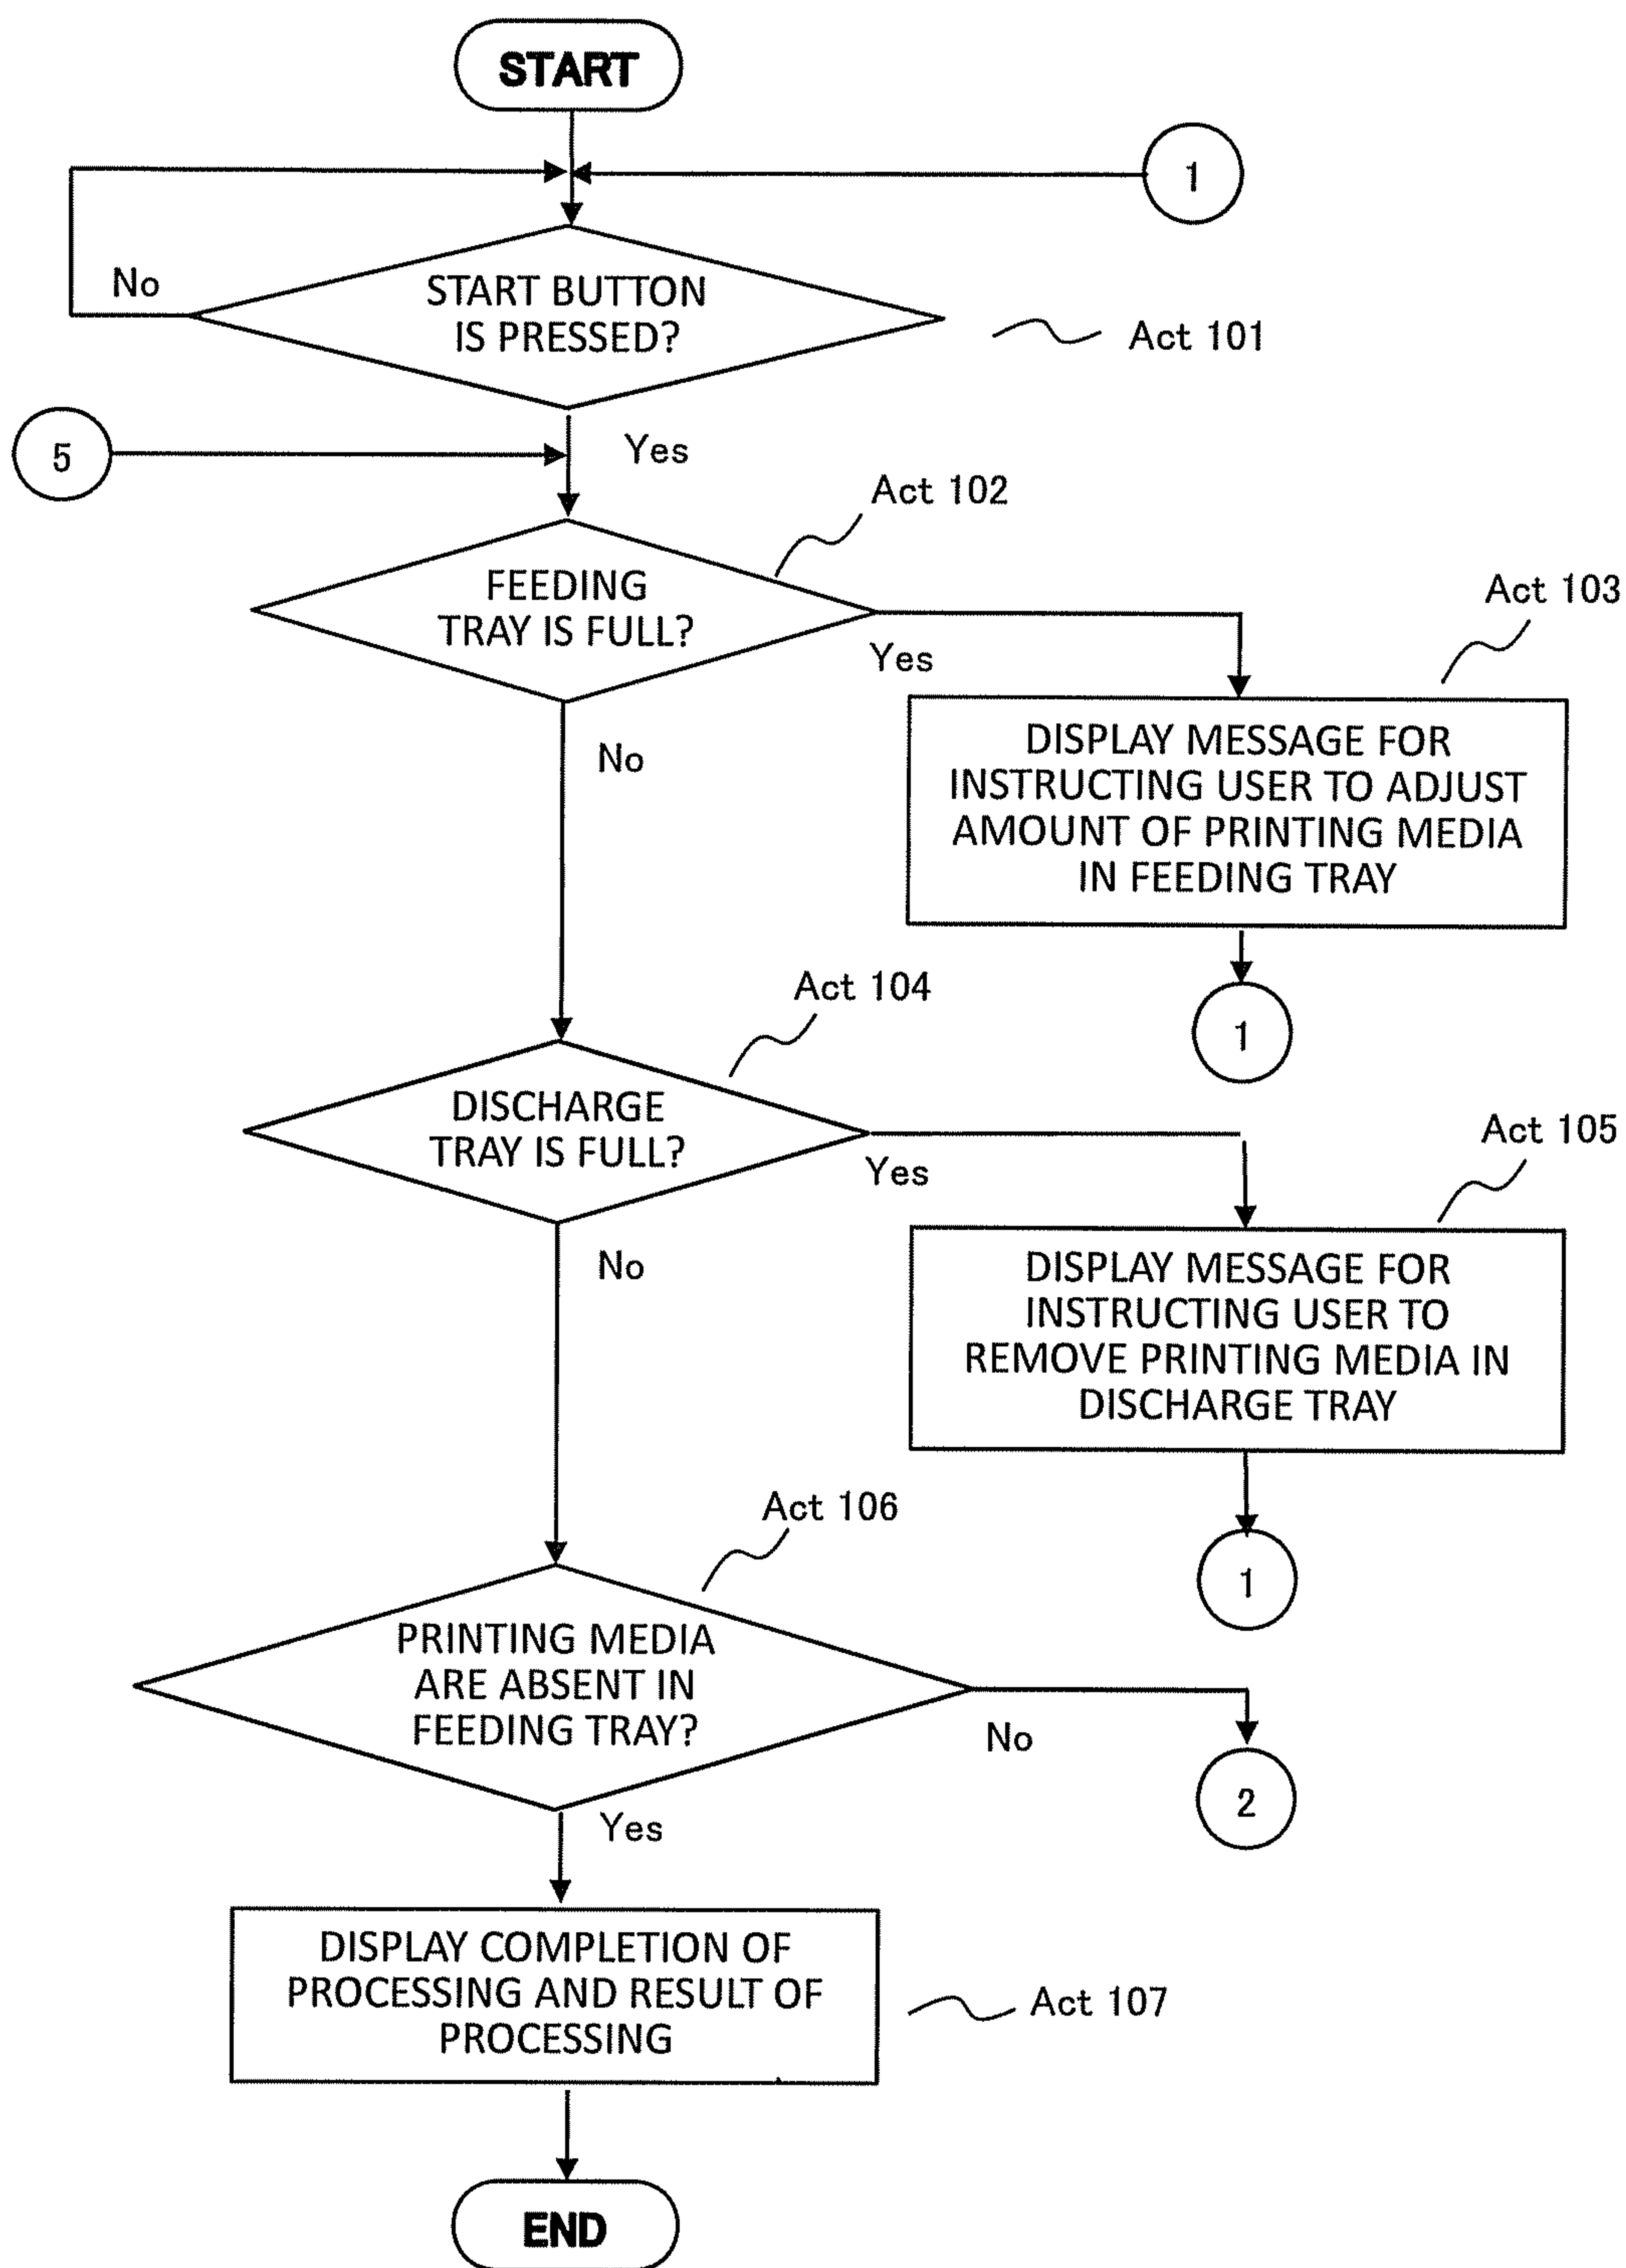 START
1
No
START BUTTON
IS PRESSED?
Act 101
5
Yes
Act 102
FEEDING
TRAY IS FULL?
Yes
Act 103
No
DISPLAY MESSAGE FOR
INSTRUCTING USER TO ADJUST
AMOUNT OF PRINTING MEDIA
IN FEEDING TRAY
1
Act 104
DISCHARGE
TRAY IS FULL?
Yes
Act 105
No
DISPLAY MESSAGE FOR
INSTRUCTING USER TO
REMOVE PRINTING MEDIA IN
DISCHARGE TRAY
1
Act 106
PRINTING MEDIA
ARE ABSENT IN
FEEDING TRAY?
No
2
Yes
DISPLAY COMPLETION OF
PROCESSING AND RESULT OF
PROCESSING
Act 107
END